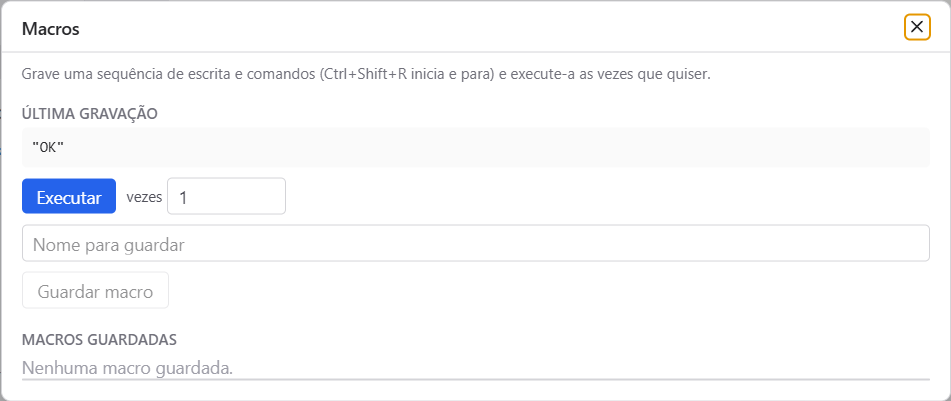 Macros
Grave uma sequência de escrita e comandos (Ctrl+Shift+R inicia e para) e execute-a as vezes que quiser.
ÚLTIMA GRAVAÇÃO
"OK"
Executar vezes 1
Nome para guardar
Guardar macro
MACROS GUARDADAS
Nenhuma macro guardada.